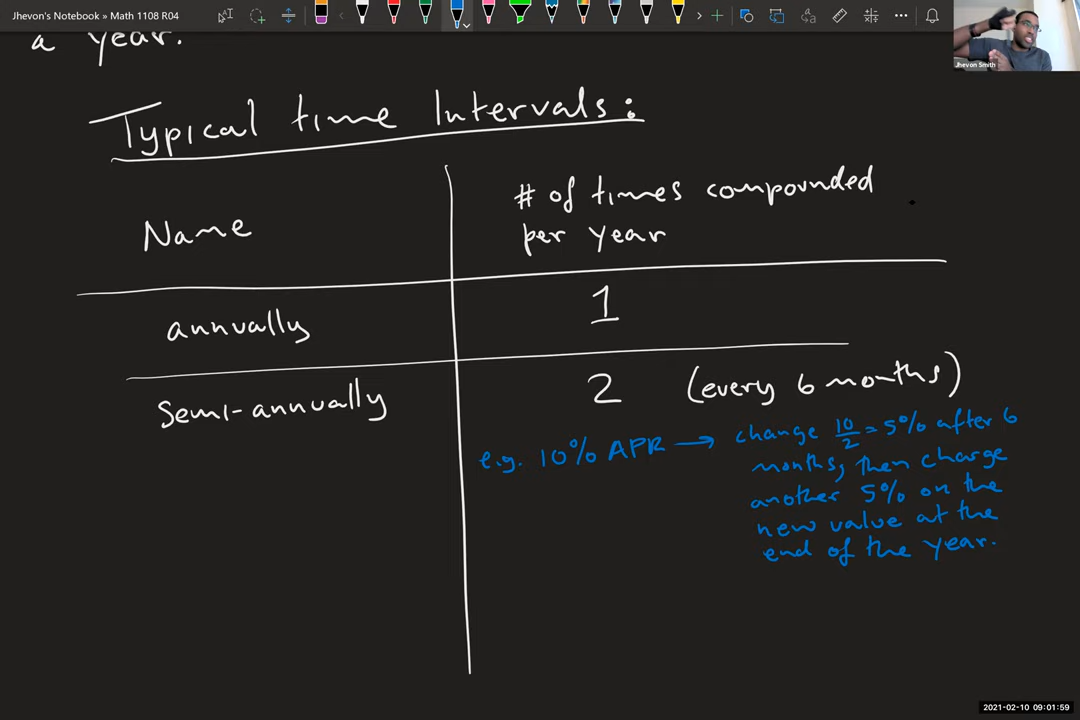 Jhevon's Notebook » Math 1108 R04
Jhevon Smith
a year.
Typical time Intervals:
Name
# of times compounded
per year
annually
1
Semi-annually
2 (every 6 months)
e.g. 10% APR → change 10/2 = 5% after 6
months, then charge
another 5% on the
new value at the
end of the year.
2021-02-10 09:01:59